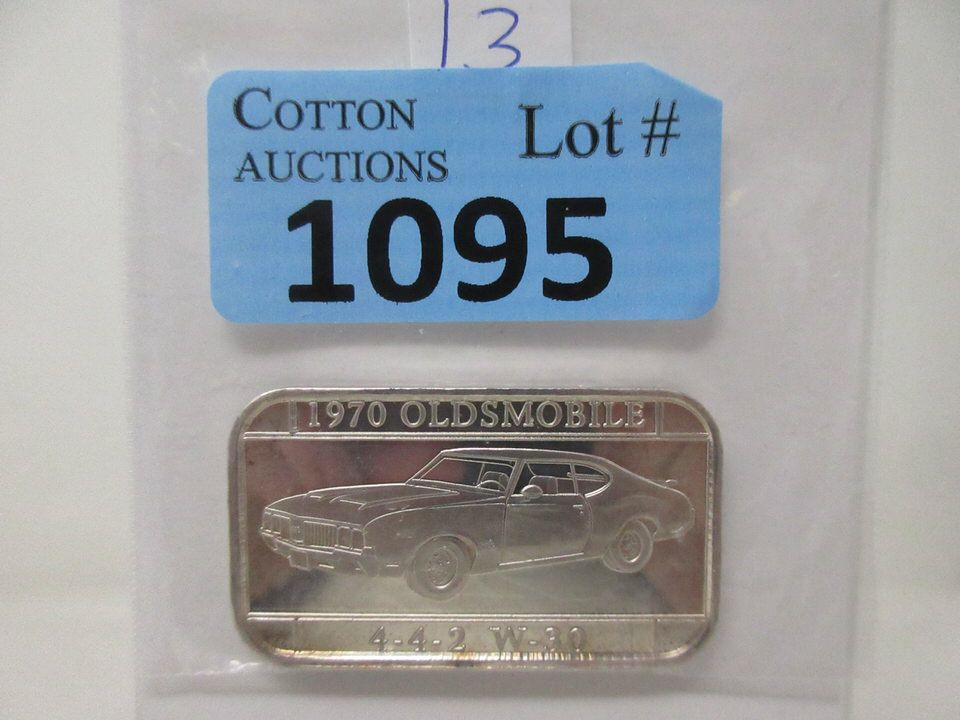 13
COTTON
AUCTIONS
Lot #
1095
1970 OLDSMOBILE
4-4-2 W-30